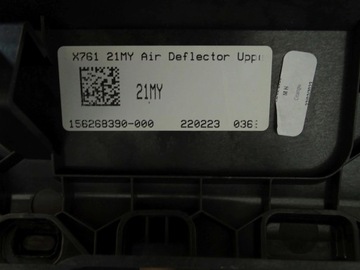 X761 21MY Air Deflector Upp
21MY
156268390-000 220223 036